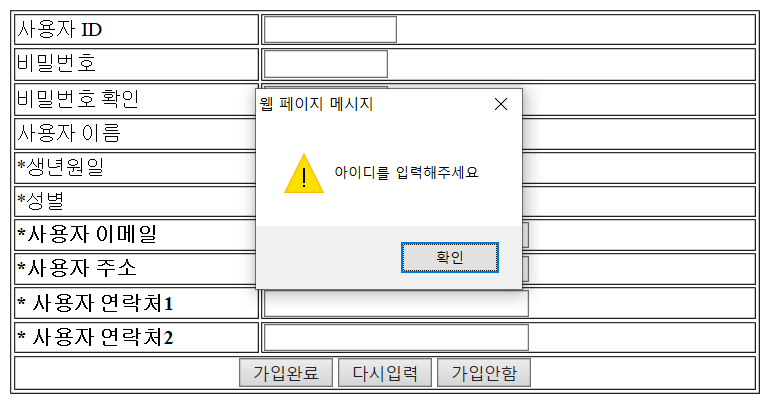 사용자 ID
비밀번호
비밀번호 확인
웹 페이지 메시지
사용자 이름
*생년원일
아이디를 입력해주세요
*성별
*사용자 이메일
확인
*사용자 주소
* 사용자 연락처1
* 사용자 연락처2
가입완료 다시입력 가입안함